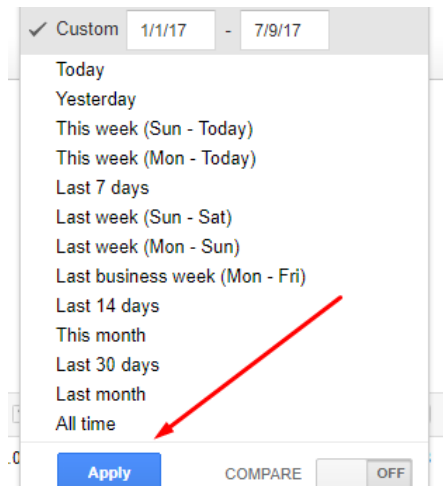 Custom 1/1/17 - 7/9/17
Today
Yesterday
This week (Sun - Today)
This week (Mon - Today)
Last 7 days
Last week (Sun - Sat)
Last week (Mon - Sun)
Last business week (Mon - Fri)
Last 14 days
This month
Last 30 days
Last month
All time
.0
Apply COMPARE OFF